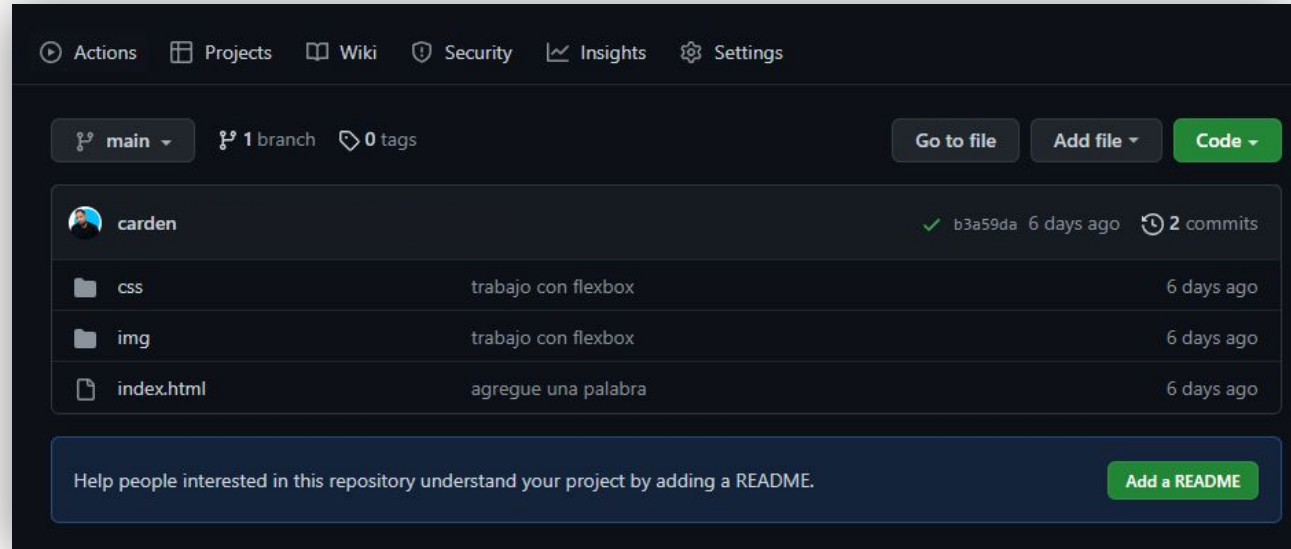 Actions Projects Wiki Security Insights Settings
main 1 branch 0 tags Go to file Add file Code
carden b3a59da 6 days ago 2 commits
css trabajo con flexbox 6 days ago
img trabajo con flexbox 6 days ago
index.html agregue una palabra 6 days ago
Help people interested in this repository understand your project by adding a README. Add a README